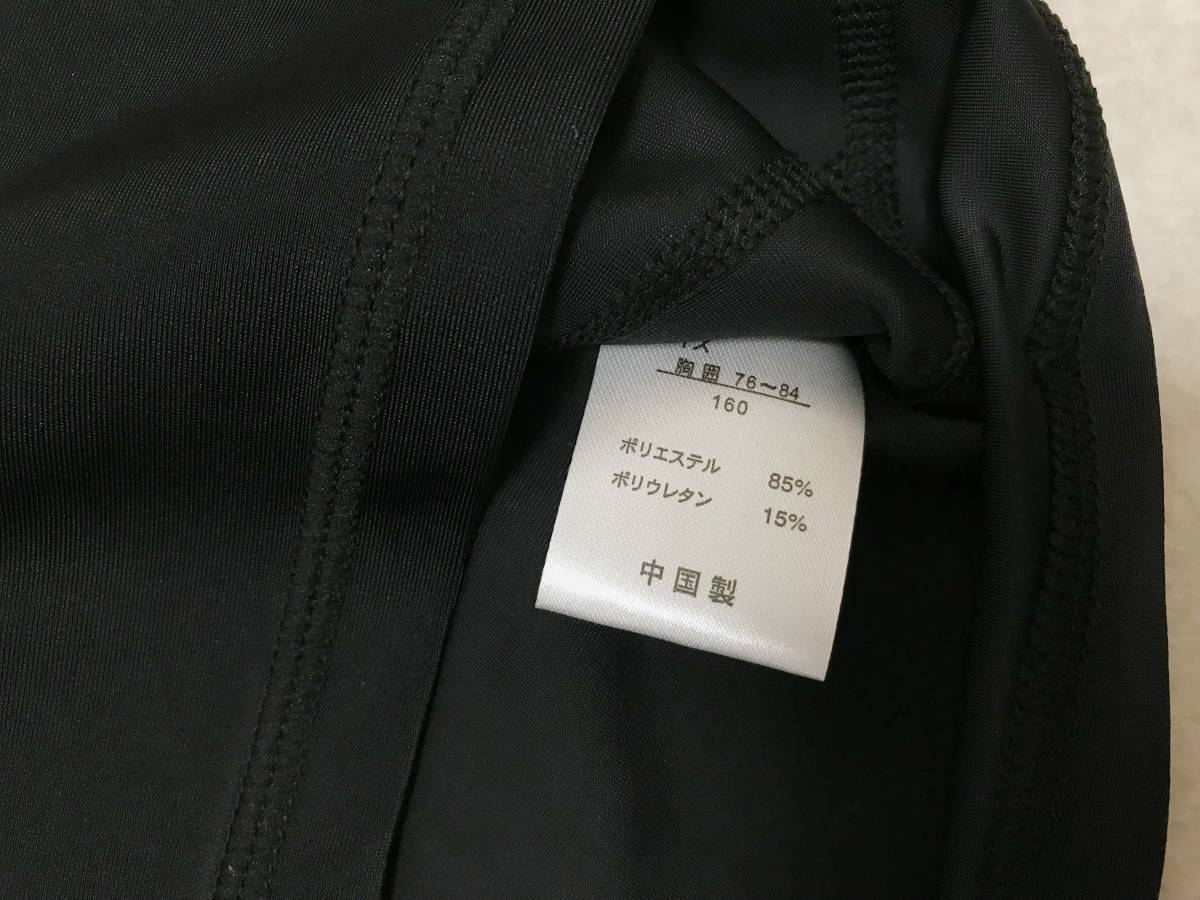 胸囲 76～84
160
ポリエステル 85%
ポリウレタン 15%
中国製